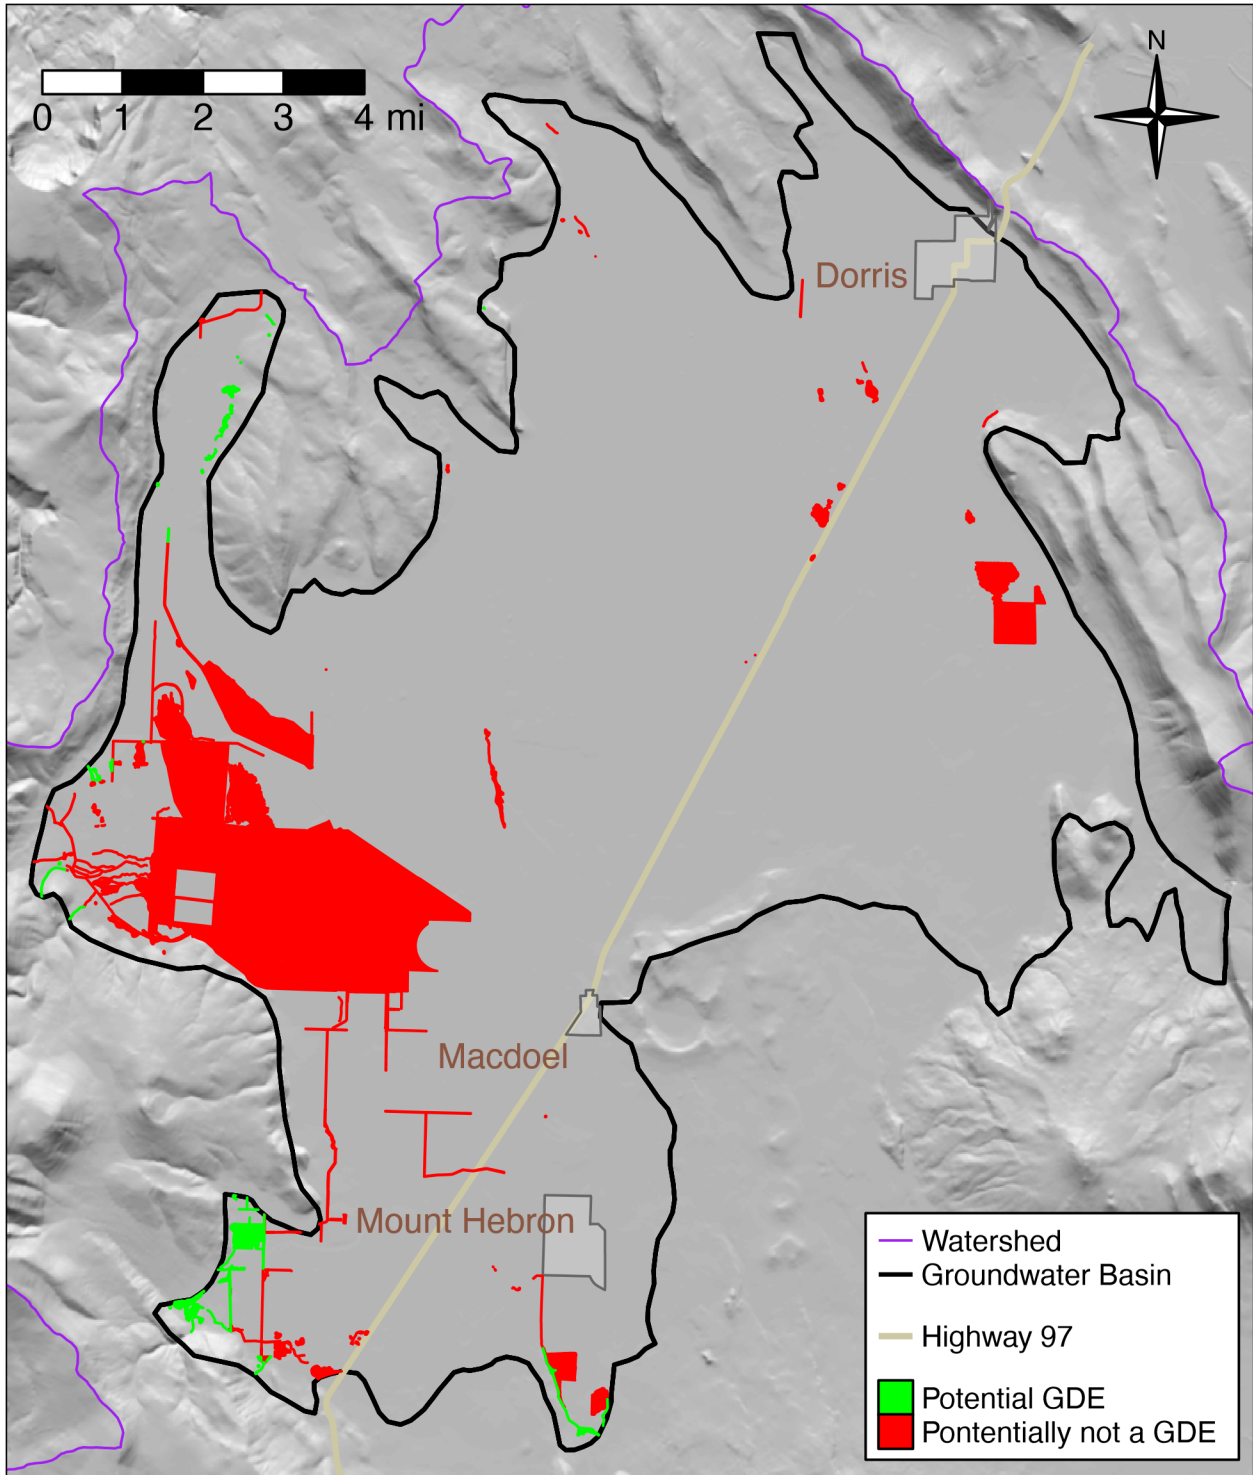 N
0 1 2 3 4 mi
Dorris
Macdoel
Mount Hebron
Watershed
Groundwater Basin
Highway 97
Potential GDE
Pontentially not a GDE